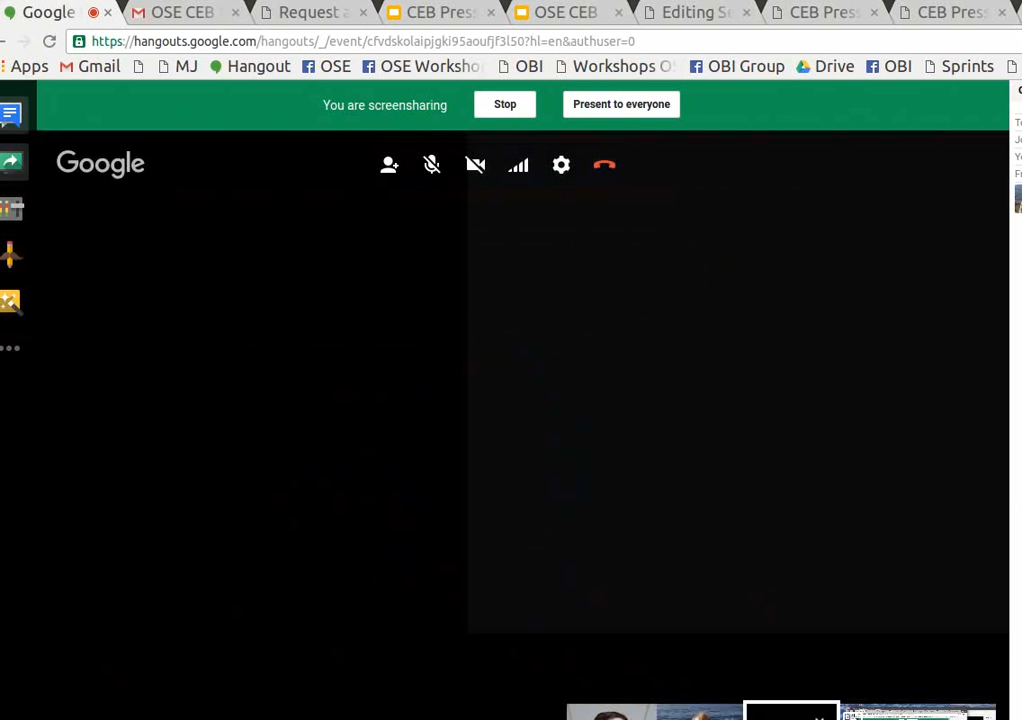 Google OSE CEB Request a CEB Pres OSE CEB Editing Se CEB Pres CEB Pres
https://hangouts.google.com/hangouts/_/event/cfvdskolaipjgki95aoufjf3l50?hl=en&authuser=0
Apps Gmail MJ Hangout OSE OSE Worksho OBI Workshops O OBI Group Drive OBI Sprints
You are screensharing Stop Present to everyone
Google